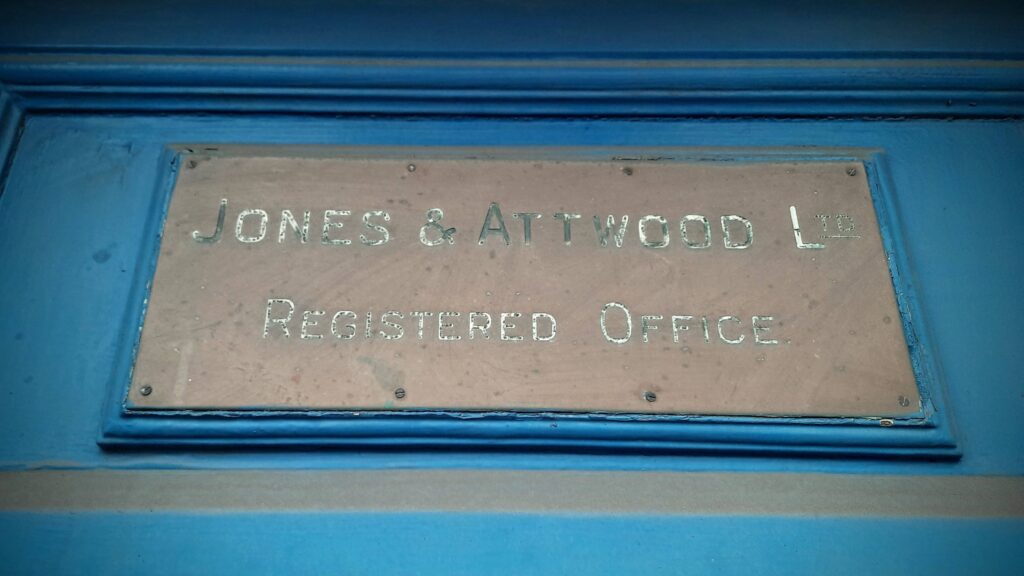 JONES & ATTWOOD LTD
REGISTERED OFFICE.